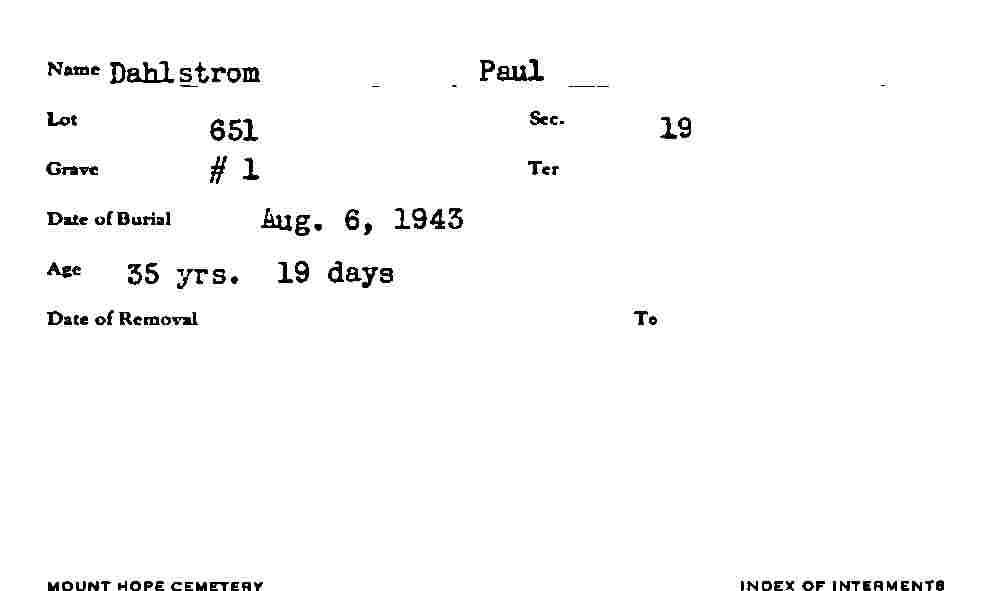 Name Dahlstrom Paul
Lot 651 Sec. 19
Grave # 1 Ter
Date of Burial Aug. 6, 1943
Age 35 yrs. 19 days
Date of Removal To
MOUNT HOPE CEMETERY INDEX OF INTERMENTS